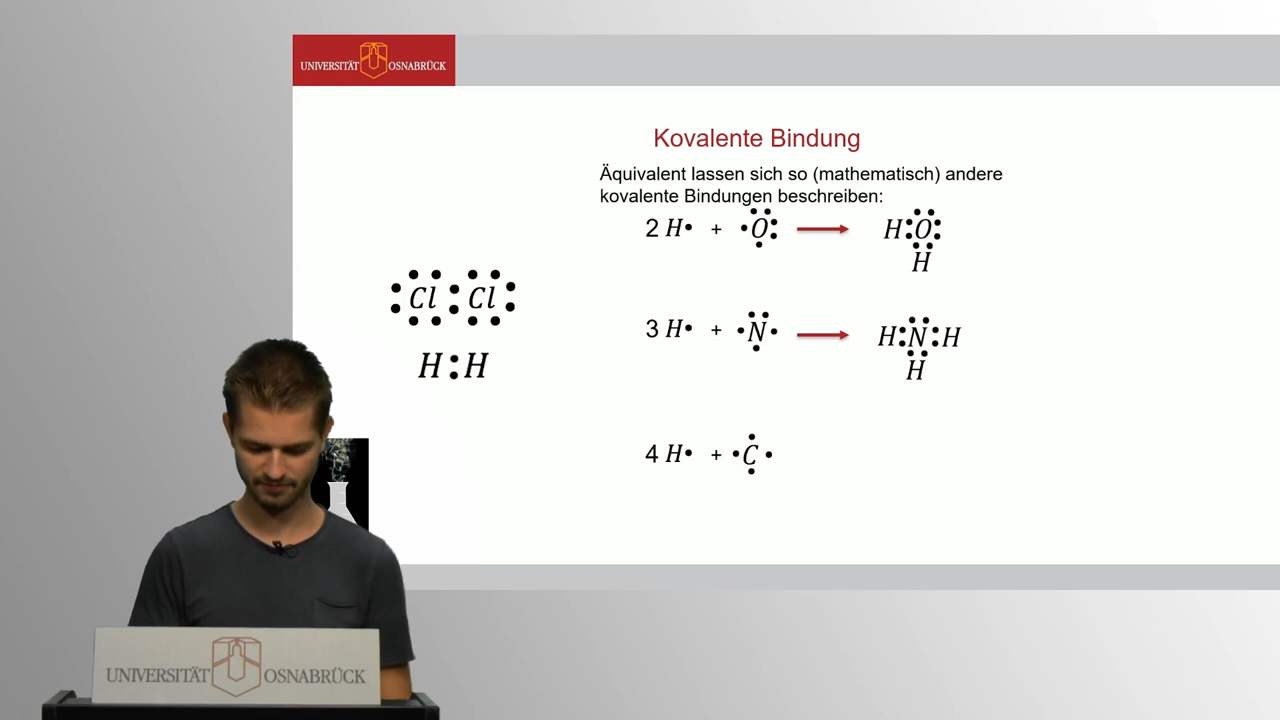 UNIVERSITÄT OSNABRÜCK
Kovalente Bindung
Äquivalent lassen sich so (mathematisch) andere
kovalente Bindungen beschreiben:
2 H• + •O: → H:O:
H
Cl : Cl
3 H• + •N• → H:N:H
H
H:H
4 H• + •C•
UNIVERSITÄT OSNABRÜCK